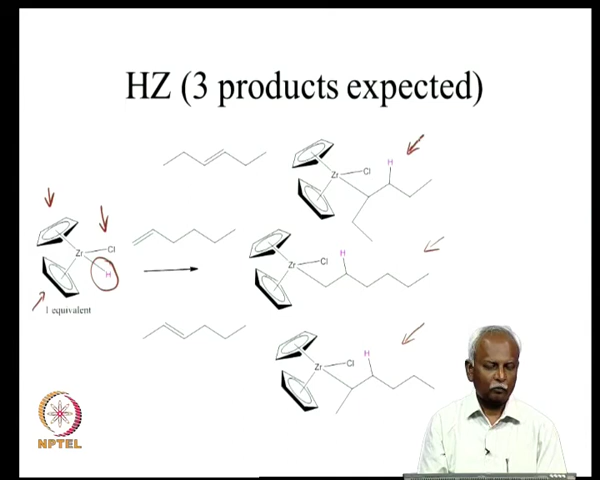 HZ (3 products expected)
Zr
Cl
H
Zr
Cl
H
1 equivalent
Zr
Cl
H
Zr
Cl
H
NPTEL